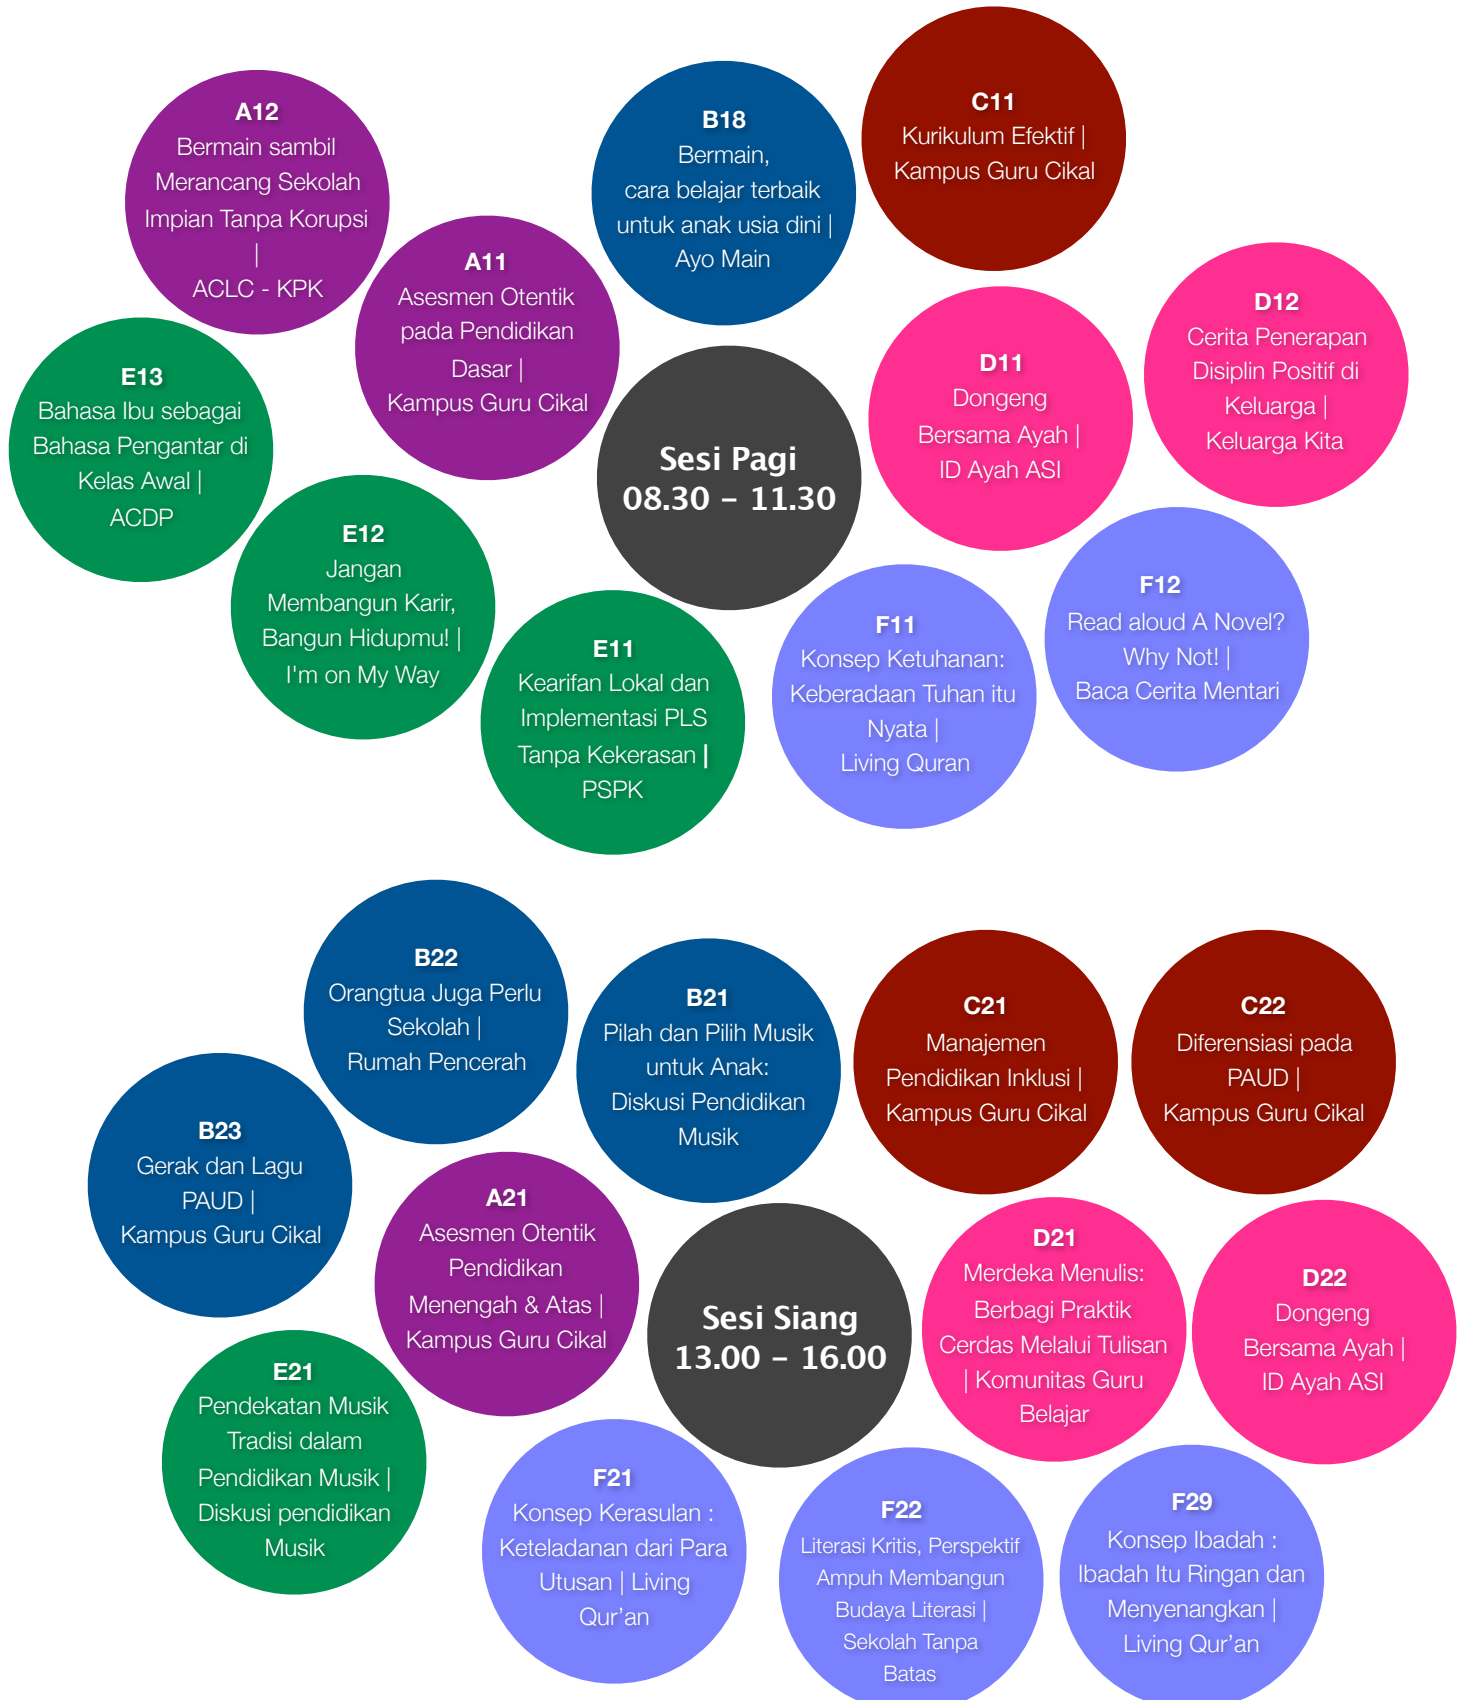 A12
Bermain sambil
Merancang Sekolah
Impian Tanpa Korupsi
|
ACLC - KPK
A11
Asesmen Otentik
pada Pendidikan
Dasar |
Kampus Guru Cikal
B18
Bermain,
cara belajar terbaik
untuk anak usia dini |
Ayo Main
C11
Kurikulum Efektif |
Kampus Guru Cikal
D12
Cerita Penerapan
Disiplin Positif di
Keluarga |
Keluarga Kita
D11
Dongeng
Bersama Ayah |
ID Ayah ASI
E13
Bahasa Ibu sebagai
Bahasa Pengantar di
Kelas Awal |
ACDP
Sesi Pagi
08.30 – 11.30
E12
Jangan
Membangun Karir,
Bangun Hidupmu! |
I'm on My Way
E11
Kearifan Lokal dan
Implementasi PLS
Tanpa Kekerasan |
PSPK
F11
Konsep Ketuhanan:
Keberadaan Tuhan itu
Nyata |
Living Quran
F12
Read aloud A Novel?
Why Not! |
Baca Cerita Mentari
B22
Orangtua Juga Perlu
Sekolah |
Rumah Pencerah
B21
Pilah dan Pilih Musik
untuk Anak:
Diskusi Pendidikan
Musik
C21
Manajemen
Pendidikan Inklusi |
Kampus Guru Cikal
C22
Diferensiasi pada
PAUD |
Kampus Guru Cikal
B23
Gerak dan Lagu
PAUD |
Kampus Guru Cikal
A21
Asesmen Otentik
Pendidikan
Menengah & Atas |
Kampus Guru Cikal
Sesi Siang
13.00 – 16.00
D21
Merdeka Menulis:
Berbagi Praktik
Cerdas Melalui Tulisan
| Komunitas Guru
Belajar
D22
Dongeng
Bersama Ayah |
ID Ayah ASI
E21
Pendekatan Musik
Tradisi dalam
Pendidikan Musik |
Diskusi pendidikan
Musik
F21
Konsep Kerasulan :
Keteladanan dari Para
Utusan | Living
Qur’an
F22
Literasi Kritis, Perspektif
Ampuh Membangun
Budaya Literasi |
Sekolah Tanpa
Batas
F29
Konsep Ibadah :
Ibadah Itu Ringan dan
Menyenangkan |
Living Qur’an